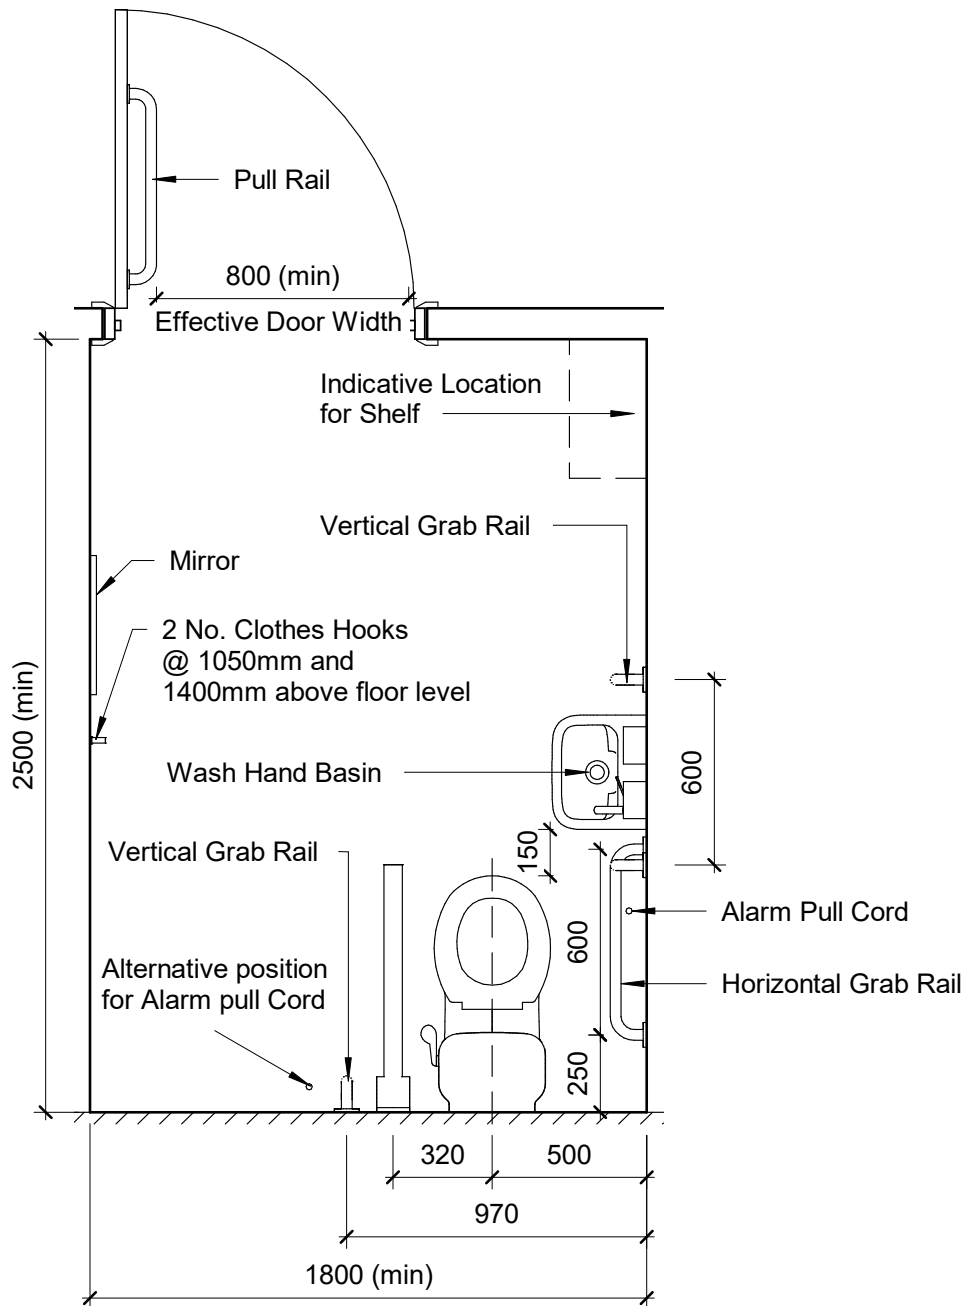 Pull Rail
800 (min)
Effective Door Width
Indicative Location
for Shelf
Vertical Grab Rail
Mirror
2 No. Clothes Hooks
@ 1050mm and
1400mm above floor level
2500 (min)
600
Wash Hand Basin
150
Vertical Grab Rail
600
Alarm Pull Cord
Alternative position
for Alarm pull Cord
Horizontal Grab Rail
250
320
500
970
1800 (min)